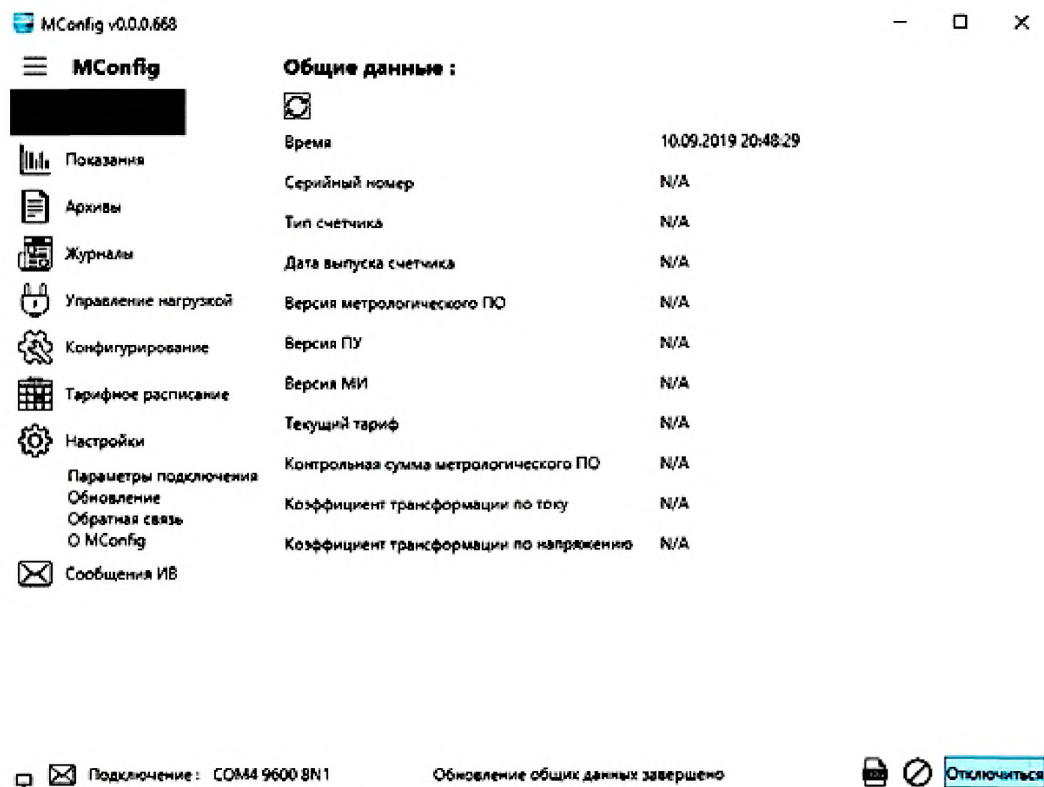 MConfig v0.0.0.668
MConfig
Общие данные :
Время 10.09.2019 20:48:29
Серийный номер N/A
Тип счетчика N/A
Дата выпуска счетчика N/A
Версия метрологического ПО N/A
Версия ПУ N/A
Версия МИ N/A
Текущий тариф N/A
Контрольная сумма метрологического ПО N/A
Коэффициент трансформации по току N/A
Коэффициент трансформации по напряжению N/A
Показания
Архивы
Журналы
Управление нагрузкой
Конфигурирование
Тарифное расписание
Настройки
Параметры подключения
Обновление
Обратная связь
О MConfig
Сообщения ИВ
Подключение : COM4 9600 8N1
Обновление общих данных завершено
Отключиться